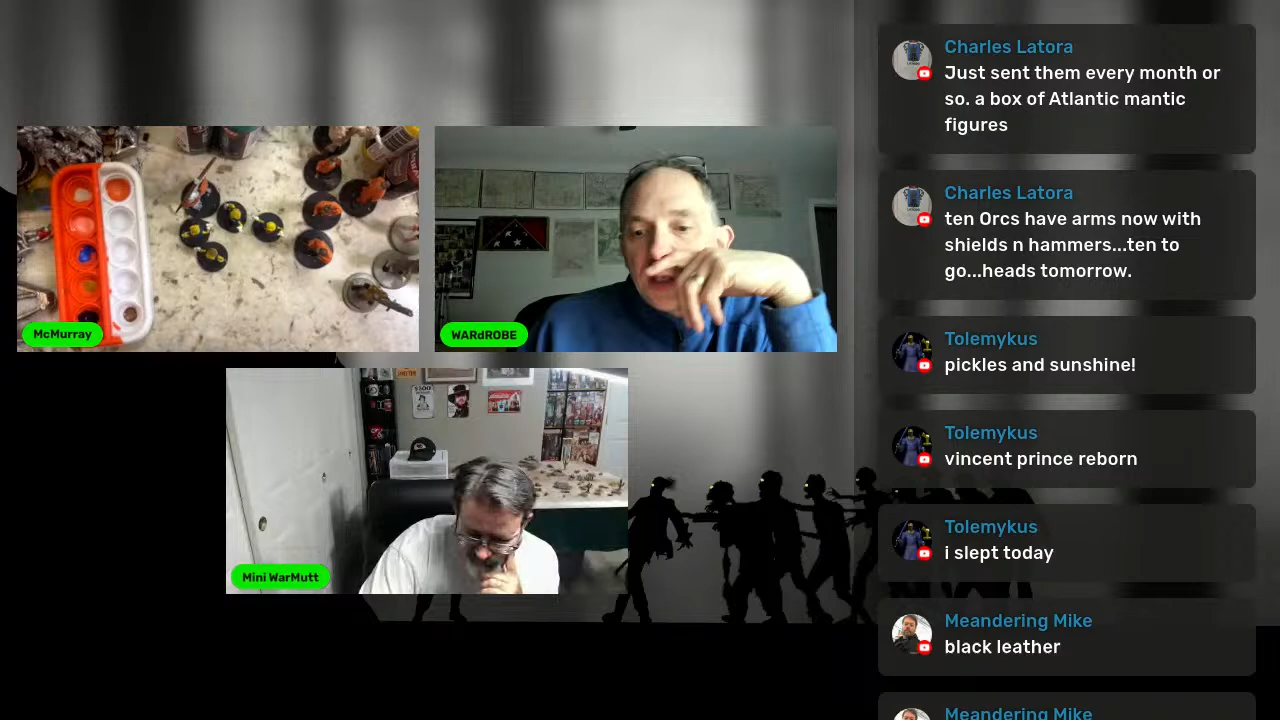 Charles Latora
Just sent them every month or
so. a box of Atlantic mantic
figures
Charles Latora
ten Orcs have arms now with
shields n hammers...ten to
go...heads tomorrow.
Tolemykus
pickles and sunshine!
Tolemykus
vincent prince reborn
Tolemykus
i slept today
Meandering Mike
black leather
Meandering Mike
McMurray
WARdROBE
$500
Mini WarMutt